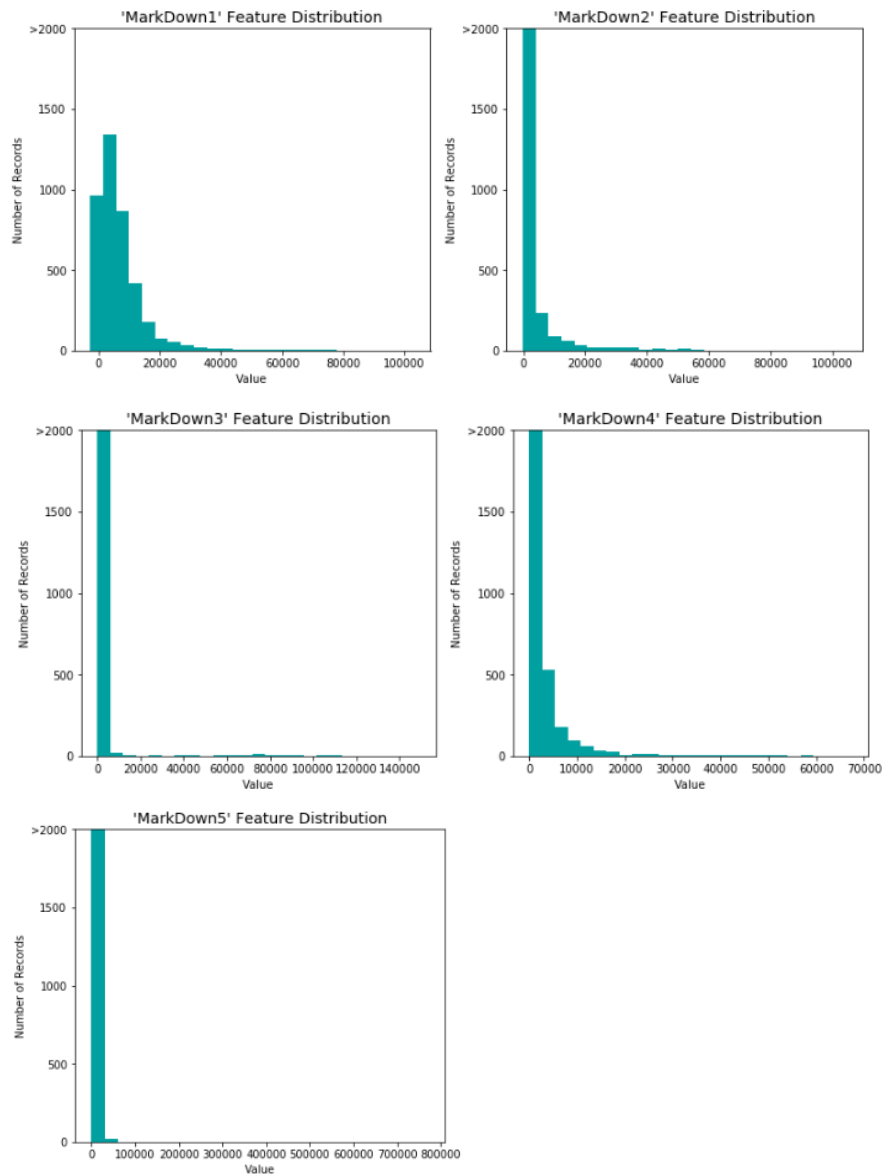 'MarkDown1' Feature Distribution
>2000
1500
1000
500
0
Number of Records
0 20000 40000 60000 80000 100000
Value
'MarkDown2' Feature Distribution
>2000
1500
1000
500
0
Number of Records
0 20000 40000 60000 80000 100000
Value
'MarkDown3' Feature Distribution
>2000
1500
1000
500
0
Number of Records
0 20000 40000 60000 80000 100000 120000 140000
Value
'MarkDown4' Feature Distribution
>2000
1500
1000
500
0
Number of Records
0 10000 20000 30000 40000 50000 60000 70000
Value
'MarkDown5' Feature Distribution
>2000
1500
1000
500
0
Number of Records
0 100000 200000 300000 400000 500000 600000 700000 800000
Value